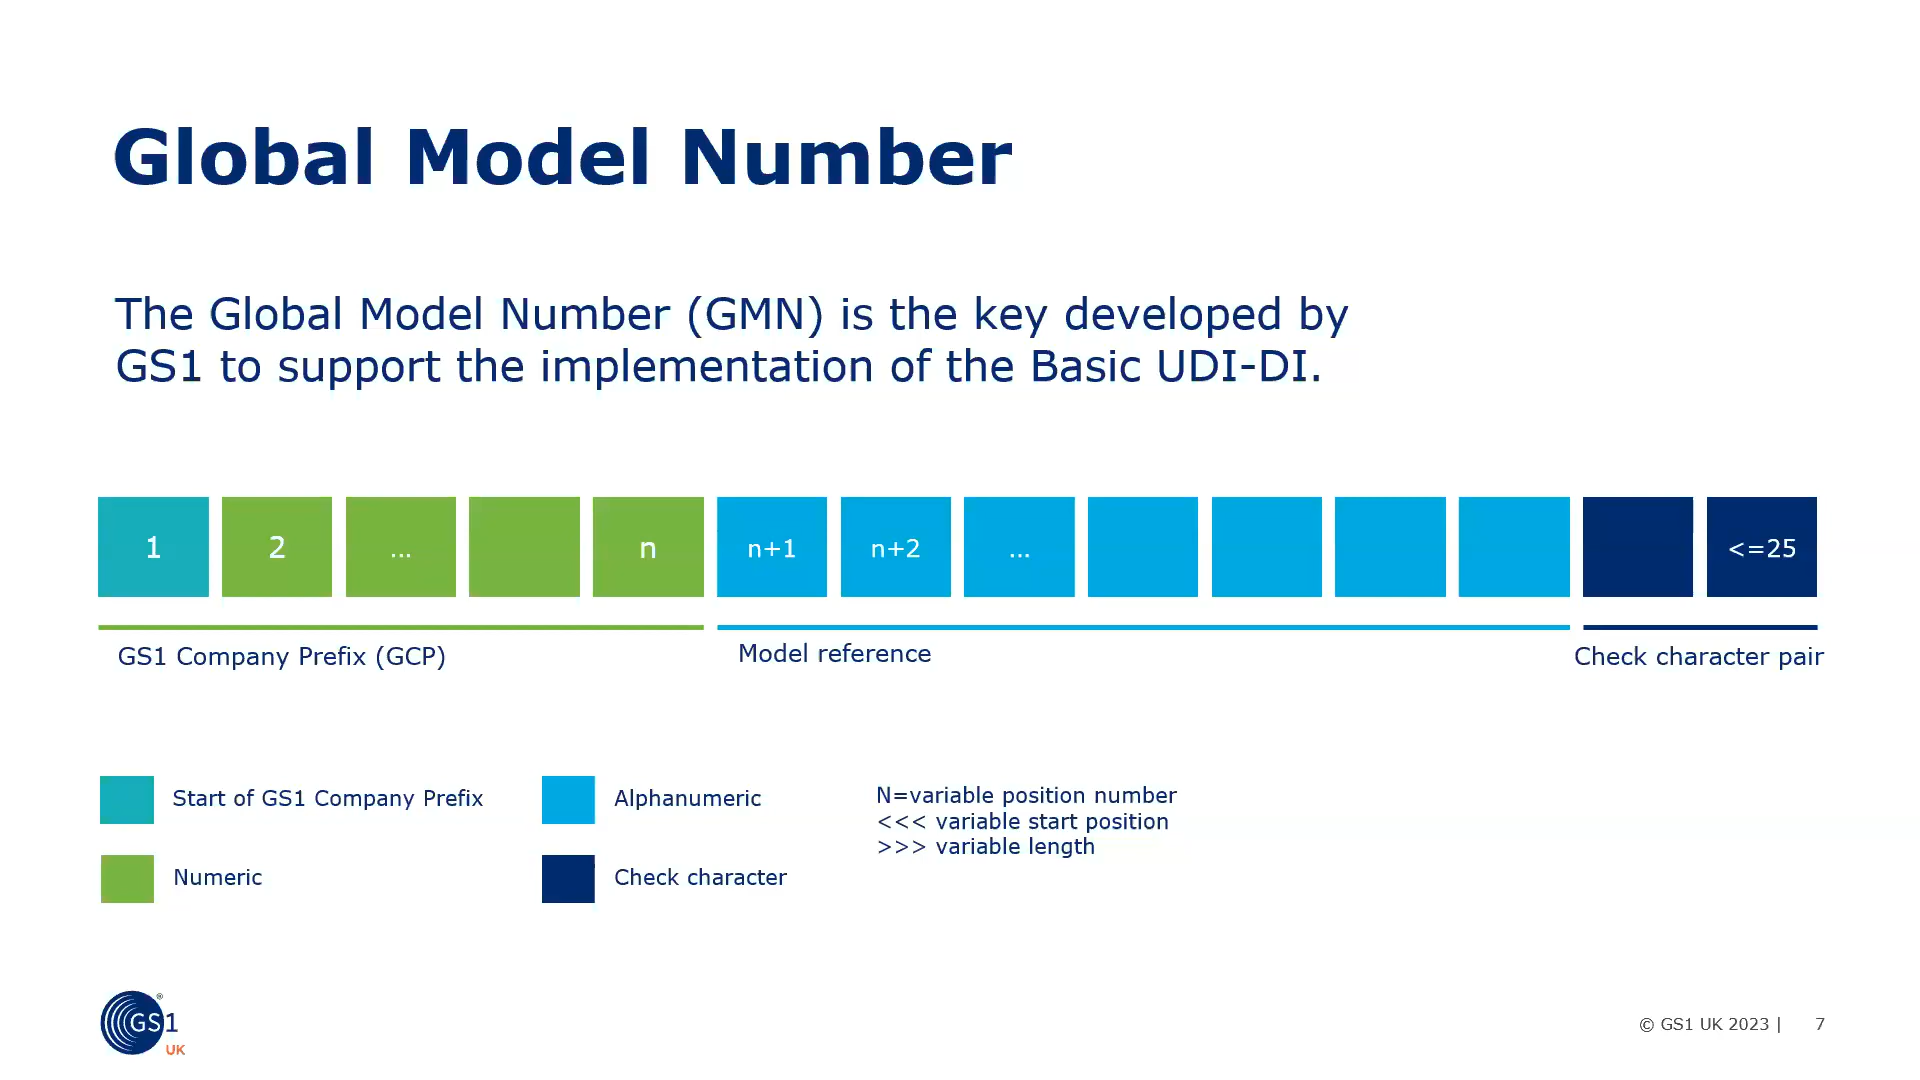 Global Model Number
The Global Model Number (GMN) is the key developed by
GS1 to support the implementation of the Basic UDI-DI.
1 2 ... n n+1 n+2 ... <=25
GS1 Company Prefix (GCP)
Model reference
Check character pair
Start of GS1 Company Prefix
Numeric
Alphanumeric
Check character
N=variable position number
<<< variable start position
>>> variable length
GS1 ®
UK
© GS1 UK 2023 | 7